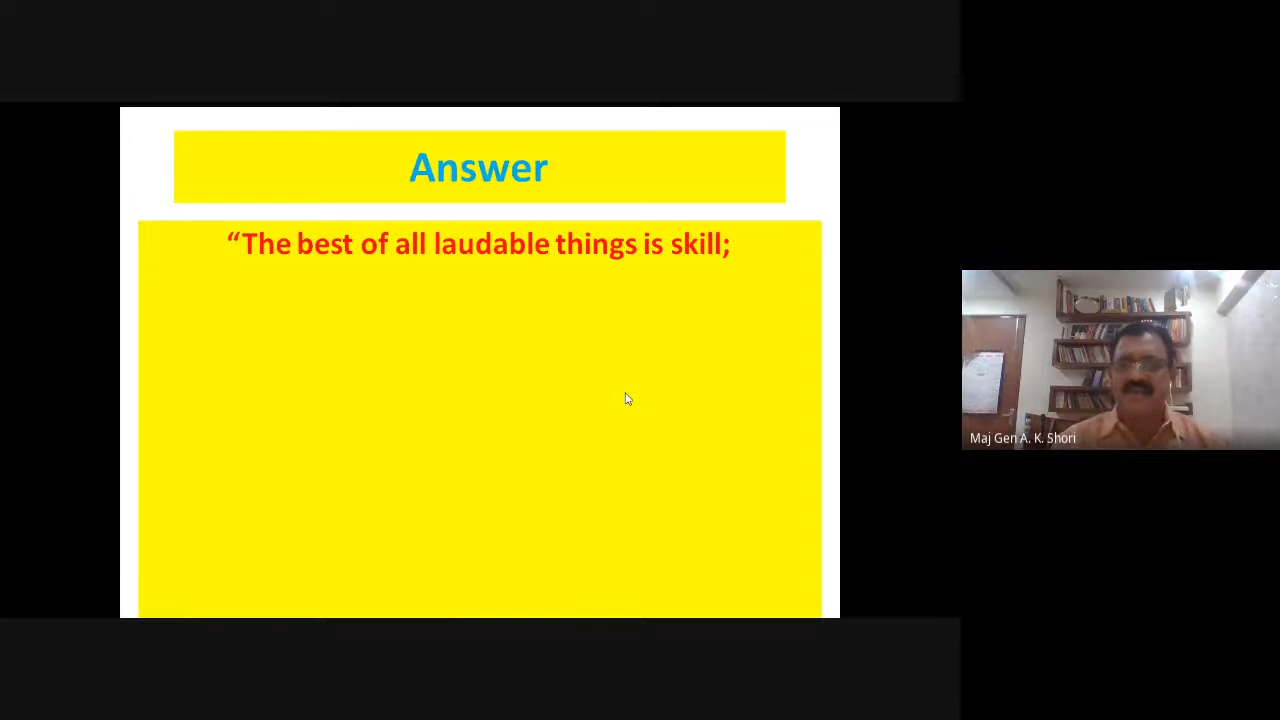 Answer
“The best of all laudable things is skill;
Maj Gen A. K. Shori